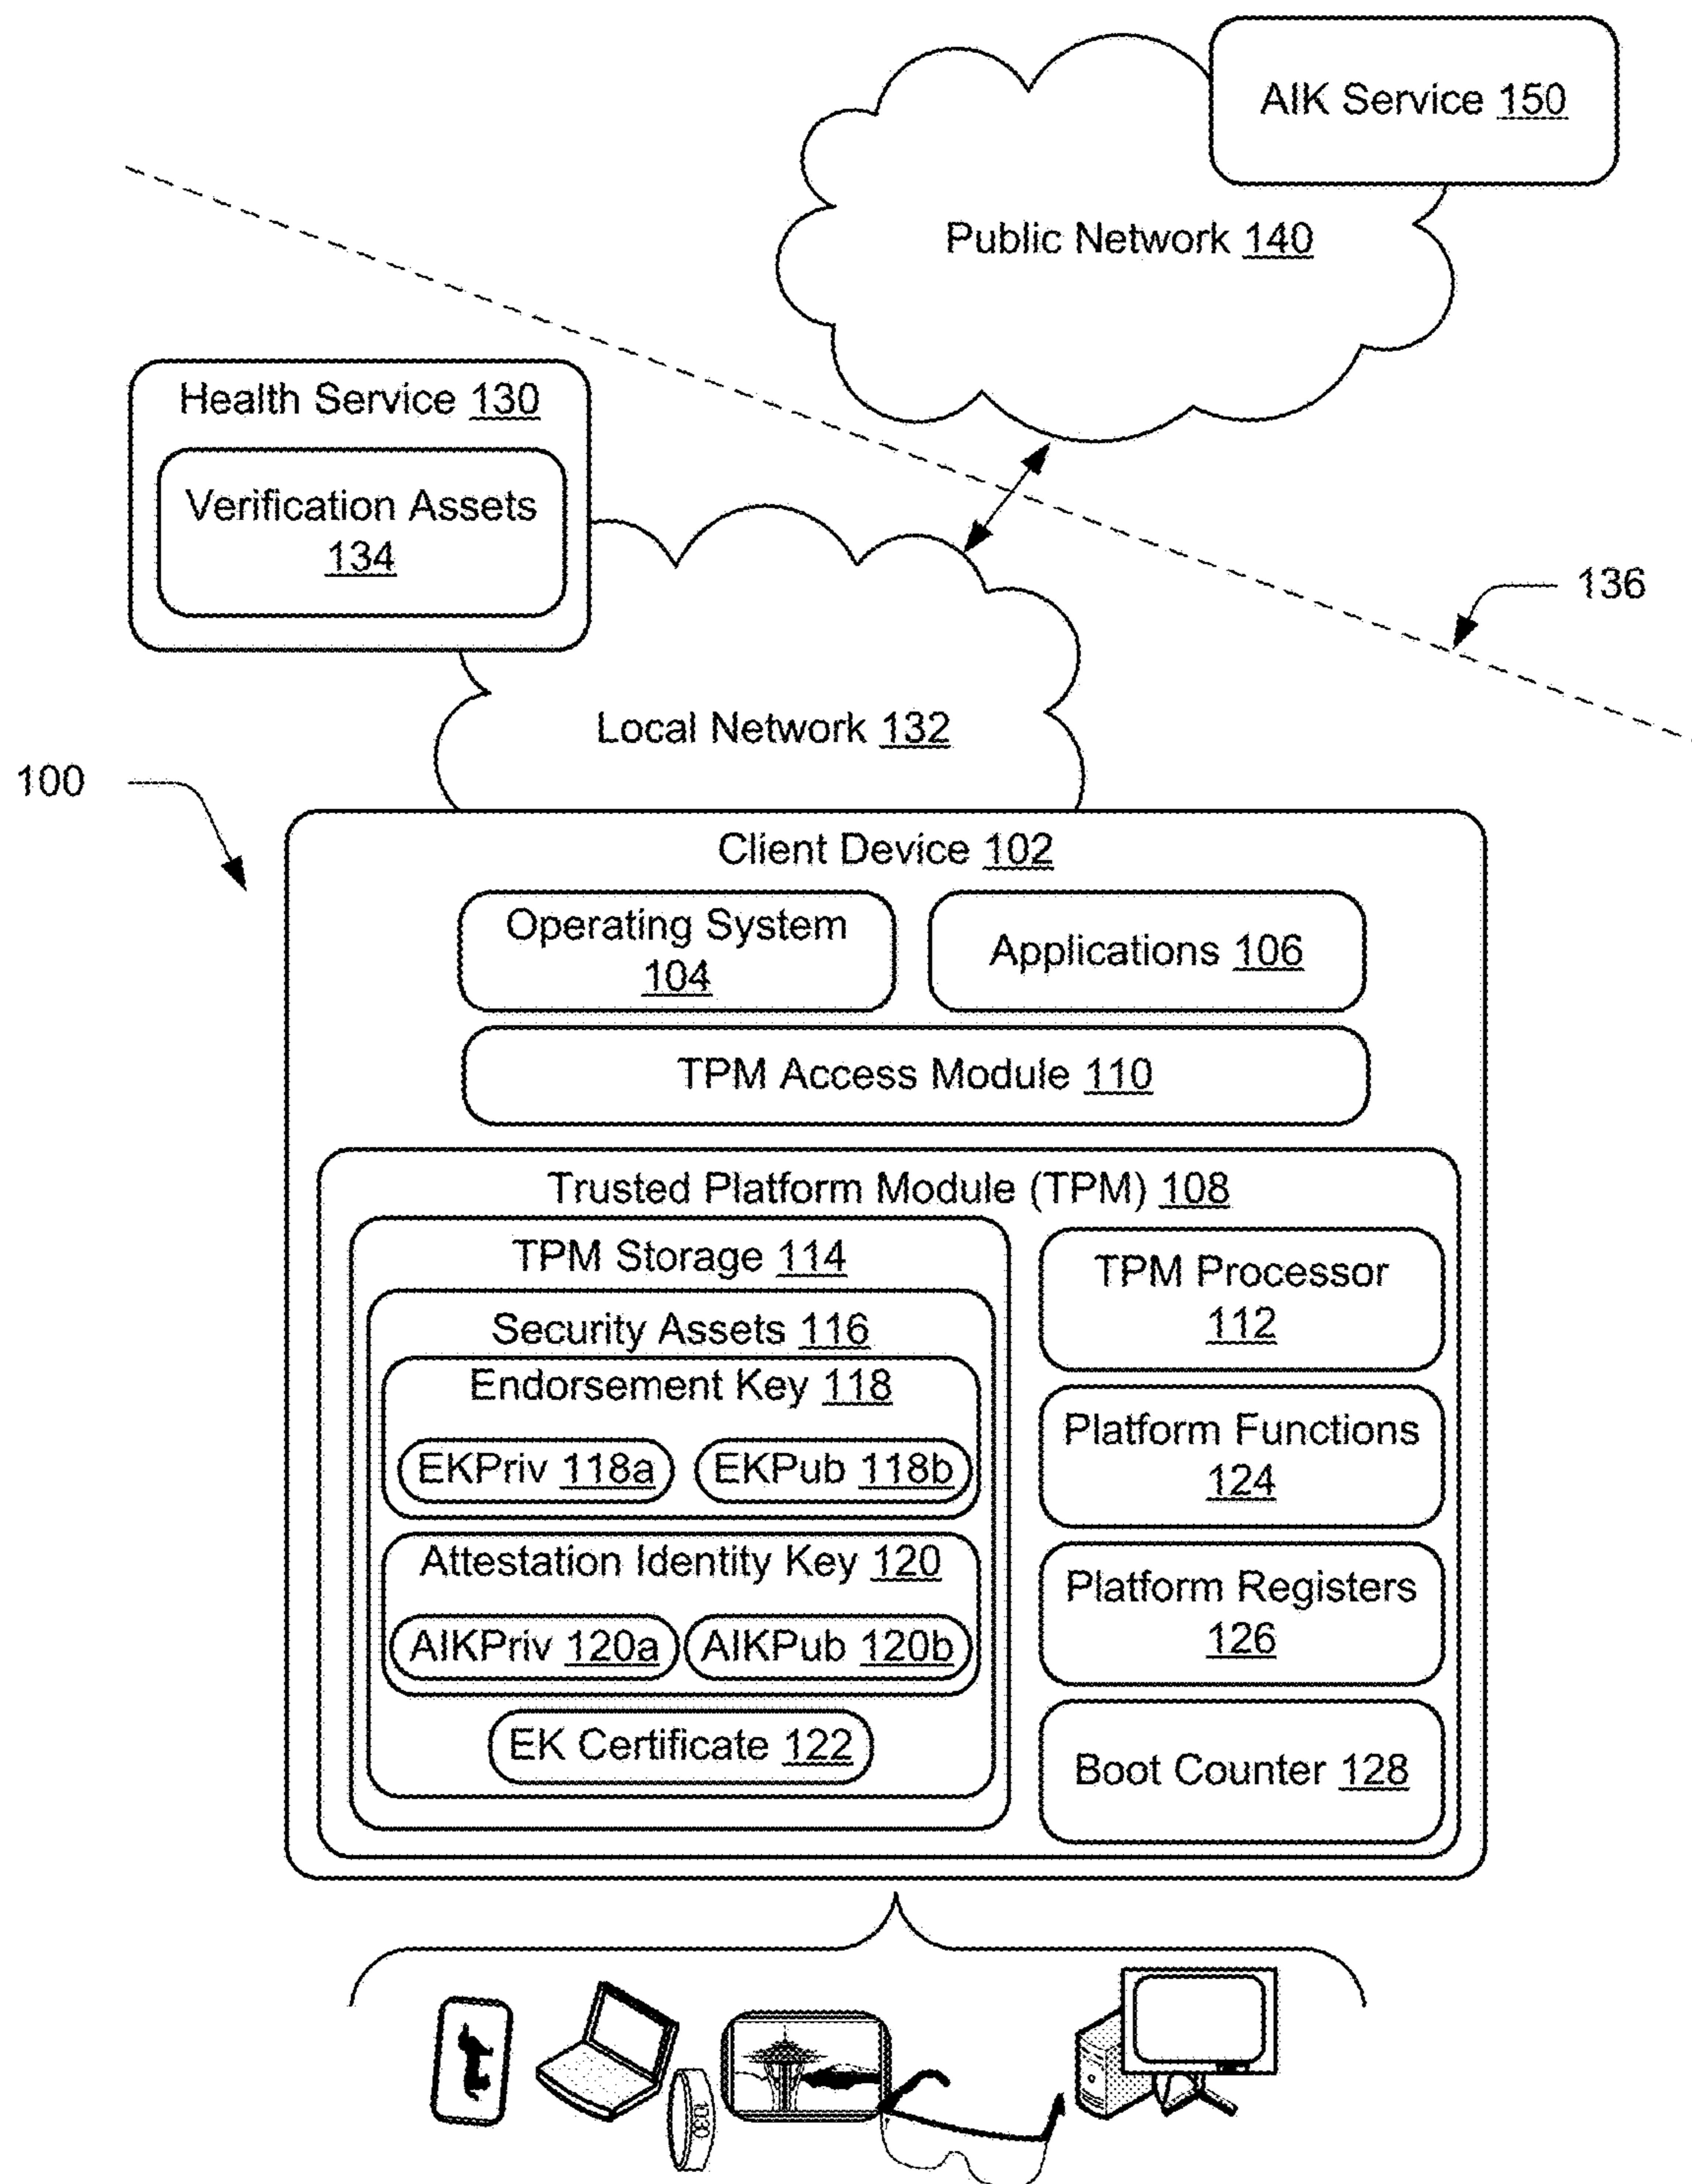 AIK Service 150
Public Network 140
Health Service 130
Verification Assets
134
136
Local Network 132
100
Client Device 102
Operating System
104
Applications 106
TPM Access Module 110
Trusted Platform Module (TPM) 108
TPM Storage 114
Security Assets 116
Endorsement Key 118
EKPriv 118a
EKPub 118b
Attestation Identity Key 120
AIKPriv 120a
AIKPub 120b
EK Certificate 122
TPM Processor
112
Platform Functions
124
Platform Registers
126
Boot Counter 128